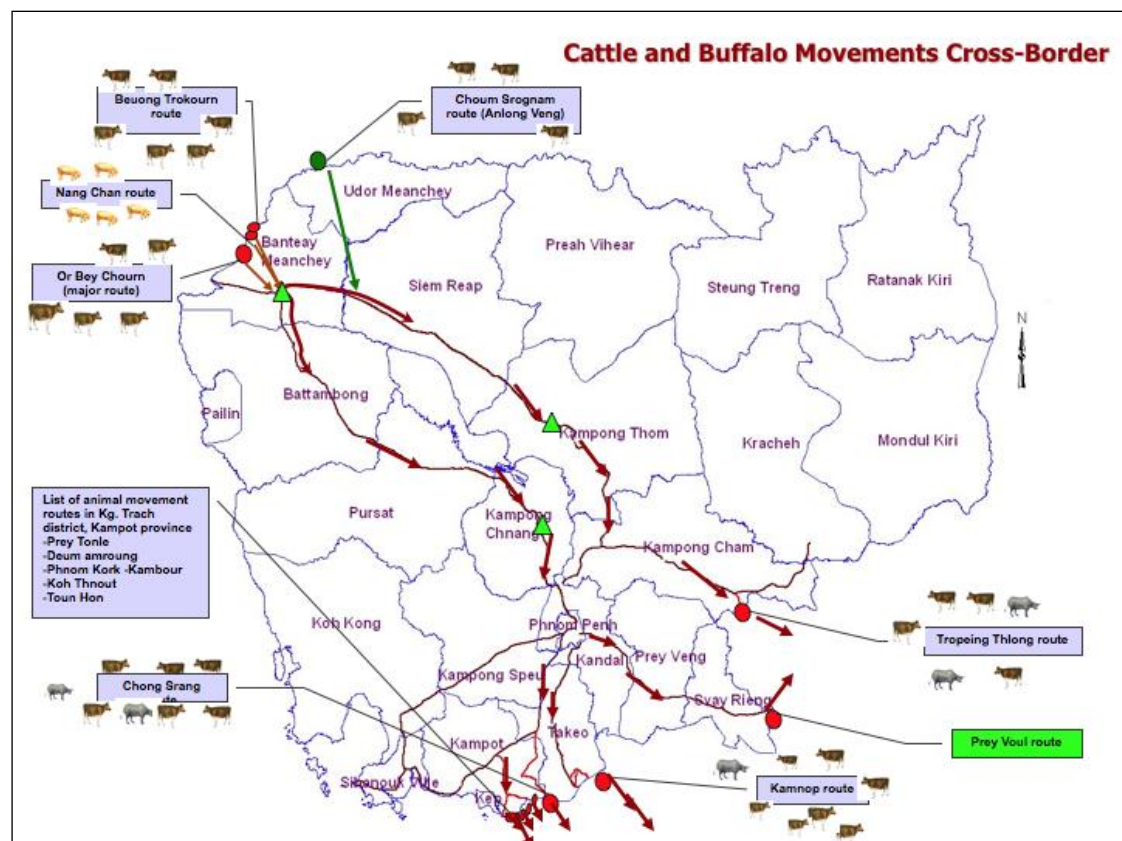 Cattle and Buffalo Movements Cross-Border
Beuong Trokourn
route
Choum Srognam
route (Anlong Veng)
Nang Chan route
Udor Meanchey
Banteay
Meanchey
Preah Vihear
Or Bey Chourn
(major route)
Siem Reap
Steung Treng
Ratanak Kiri
N
Battambong
Pailin
Kampong Thom
Kracheh
Mondul Kiri
List of animal movement
routes in Kg. Trach
district, Kampot province
-Prey Tonle
-Deum amroung
-Phnom Kork -Kambour
-Koh Thnout
-Toun Hon
Pursat
Kampong
Chnang
Kampong Cham
Koh Kong
Phnom Penh
Tropeing Thlong route
Kandal
Prey Veng
Kampong Speu
Chong Srang
Svay Rieng
Takeo
Kampot
Prey Voul route
Sihanouk Ville
Kep
Kamnop route